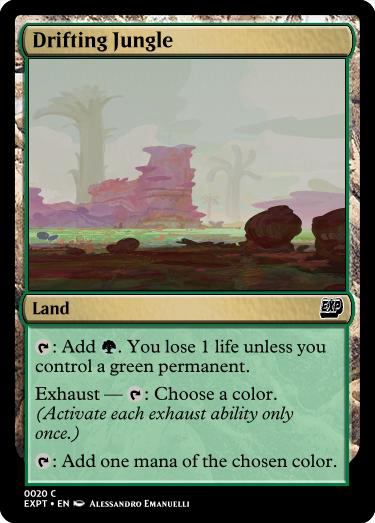 Drifting Jungle
Land
EXP
: Add . You lose 1 life unless you
control a green permanent.
Exhaust — : Choose a color.
(Activate each exhaust ability only
once.)
: Add one mana of the chosen color.
0020 C
EXPT • EN Alessandro Emanuelli